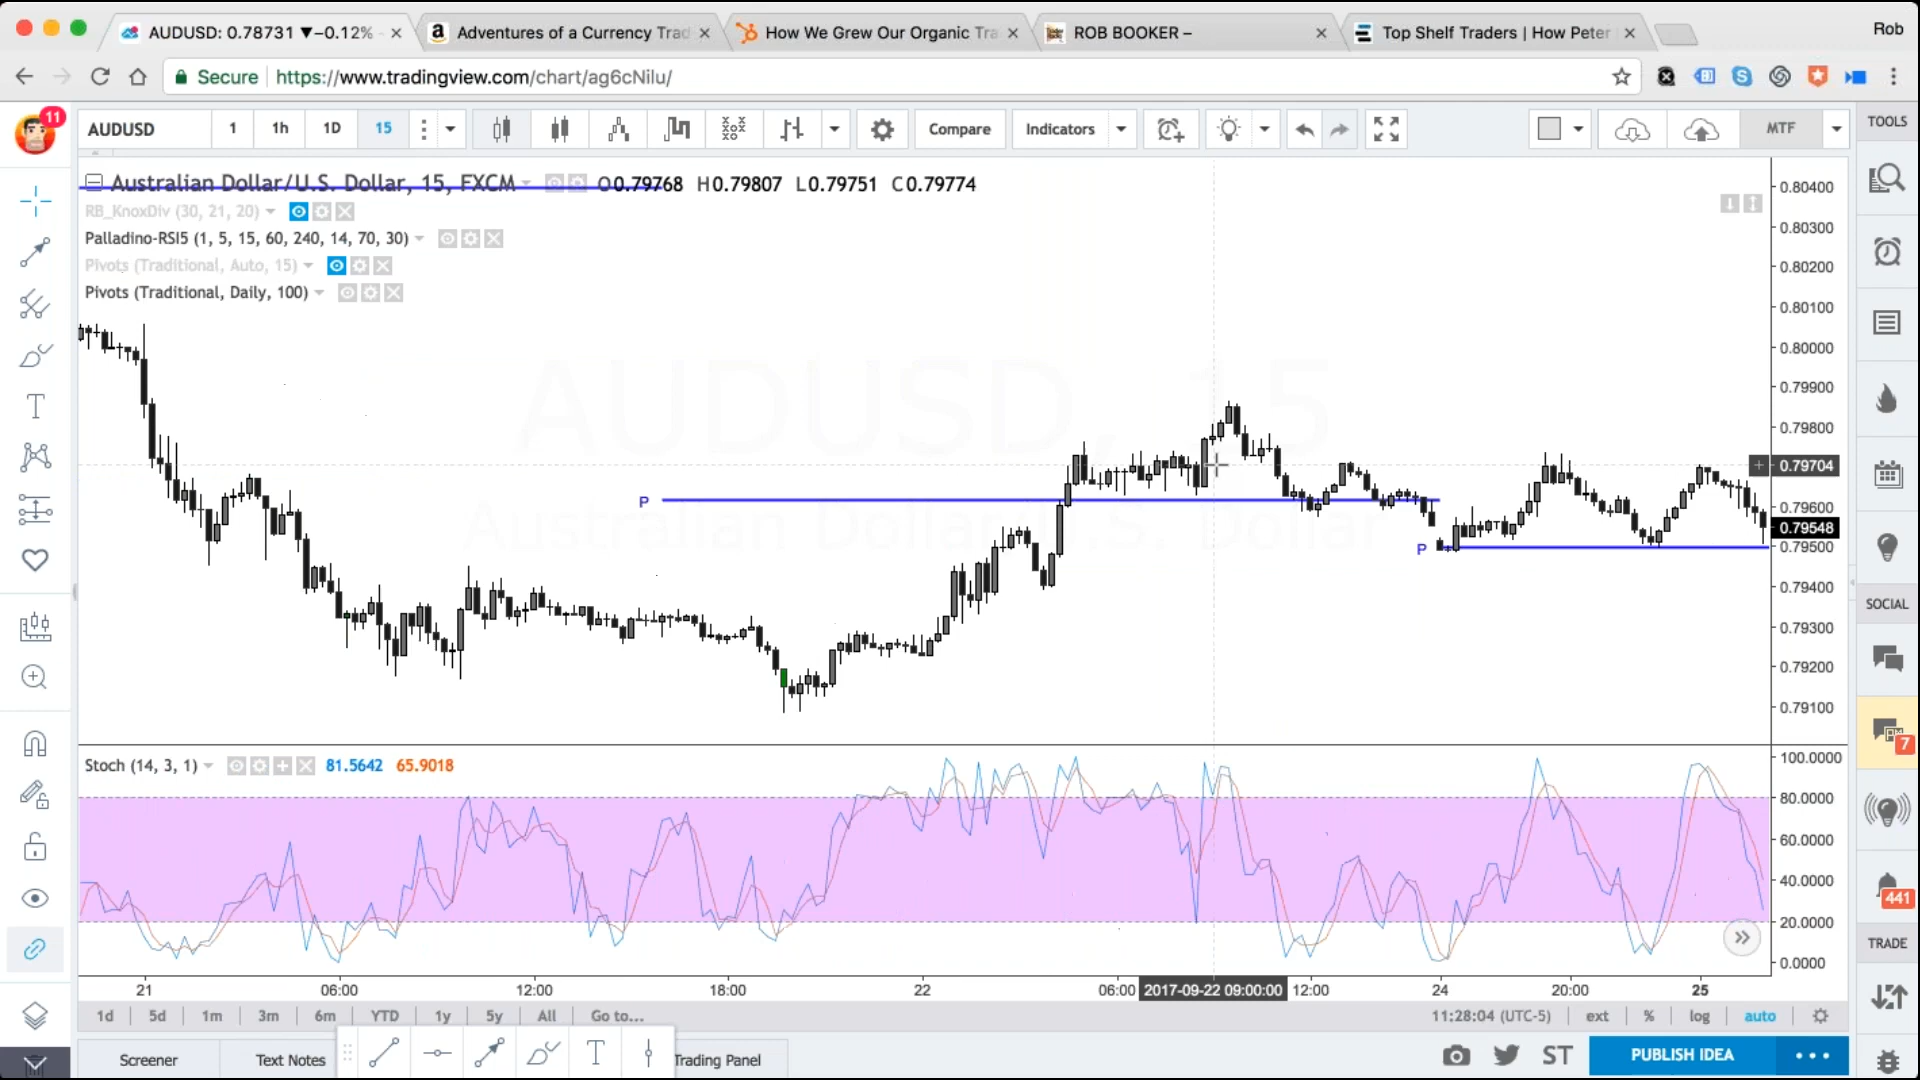 AUDUSD: 0.78731 ▼−0.12%
Adventures of a Currency Trad
How We Grew Our Organic Tra
ROB BOOKER –
Top Shelf Traders | How Peter
Rob
Secure
https://www.tradingview.com/chart/ag6cNilu/
11
AUDUSD
1
1h
1D
15
Compare
Indicators
MTF
TOOLS
Australian Dollar/U.S. Dollar, 15, FXCM
O0.79768 H0.79807 L0.79751 C0.79774
RB_KnoxDiv (30, 21, 20)
Palladino-RSI5 (1, 5, 15, 60, 240, 14, 70, 30)
Pivots (Traditional, Auto, 15)
Pivots (Traditional, Daily, 100)
AUDUSD, 15
Australian Dollar/U.S. Dollar
P
P
0.80400
0.80300
0.80200
0.80100
0.80000
0.79900
0.79800
0.79704
0.79600
0.79548
0.79500
0.79400
0.79300
0.79200
0.79100
Stoch (14, 3, 1)
81.5642 65.9018
100.0000
80.0000
60.0000
40.0000
20.0000
0.0000
21
06:00
12:00
18:00
22
06:00
2017-09-22 09:00:00
12:00
24
20:00
25
SOCIAL
7
441
TRADE
1d
5d
1m
3m
6m
YTD
1y
5y
All
Go to...
11:28:04 (UTC-5)
ext
%
log
auto
Screener
Text Notes
Trading Panel
ST
PUBLISH IDEA